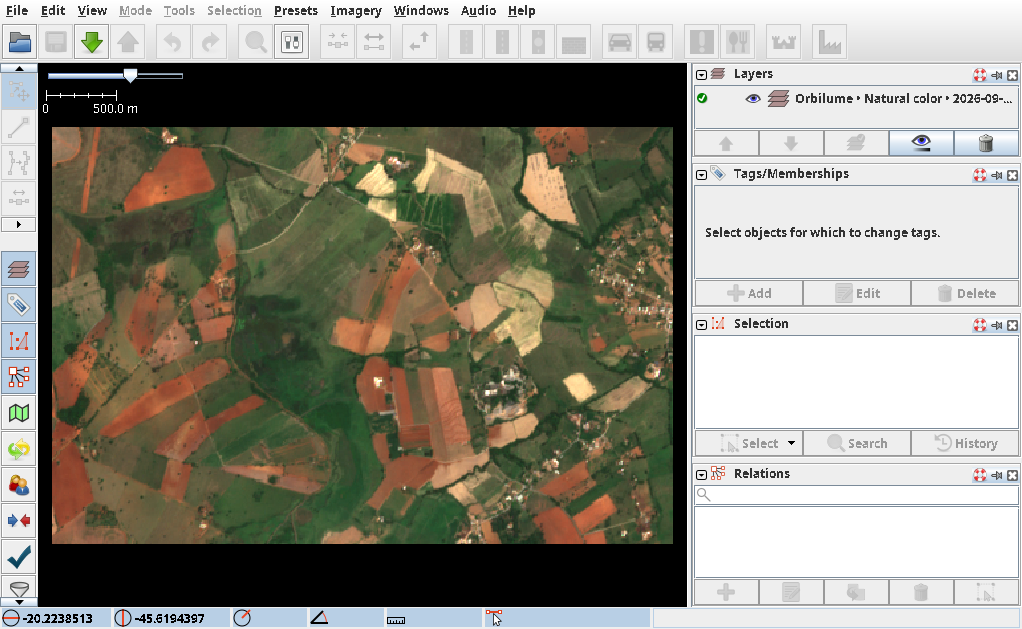 File Edit View Mode Tools Selection Presets Imagery Windows Audio Help
0 500.0 m
Layers
Orbilume • Natural color • 2026-09-...
Tags/Memberships
Select objects for which to change tags.
Add Edit Delete
Selection
Select Search History
Relations
-20.2238513 -45.6194397